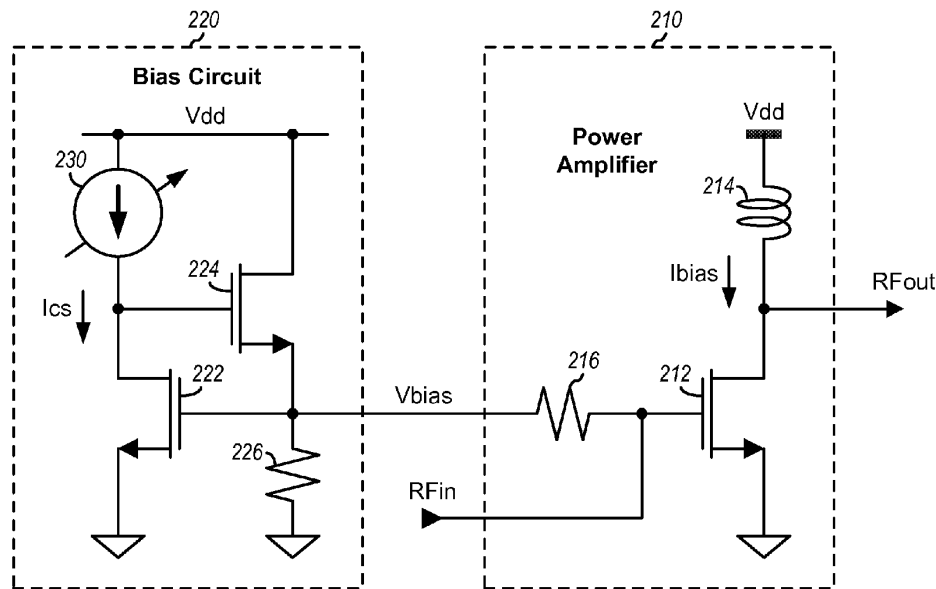 220
210
Bias Circuit
Vdd
Vdd
Power
Amplifier
230
214
224
Ics
Ibias
RFout
222
216
212
Vbias
226
RFin